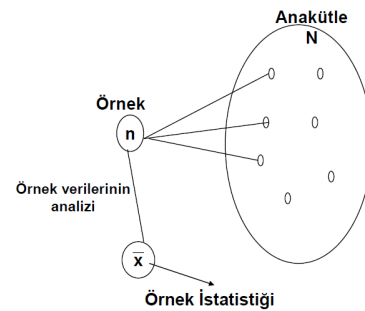 Anakütle
N
Örnek
n
Örnek verilerinin
analizi
x̄
Örnek İstatistiği